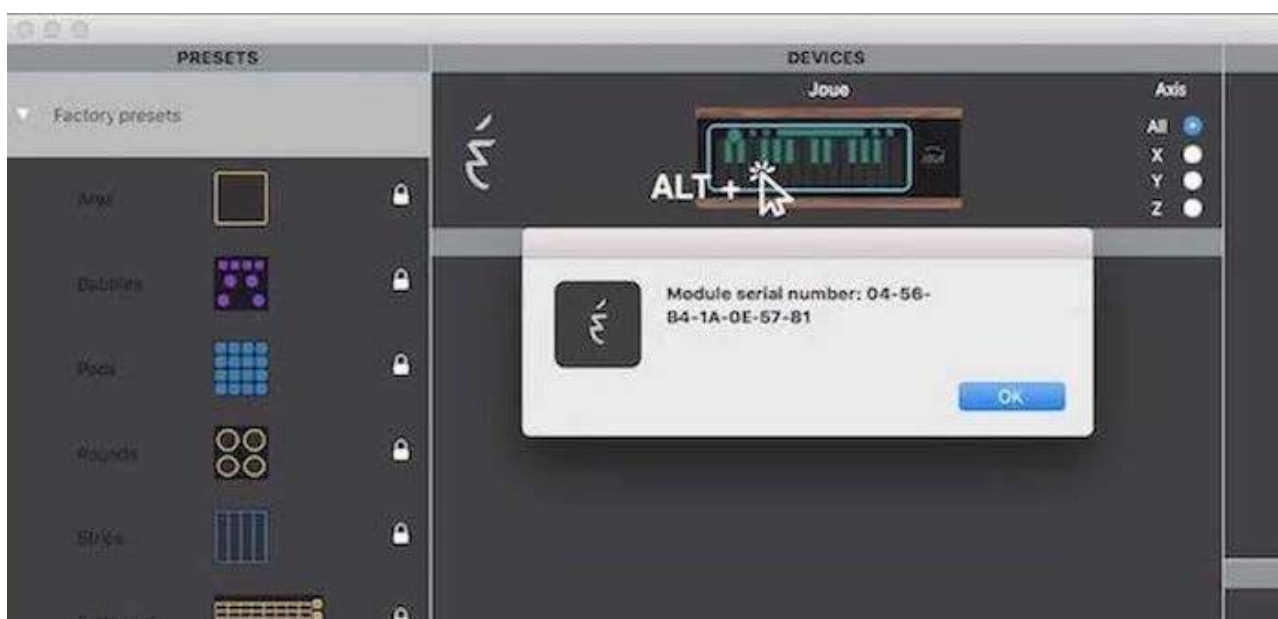 PRESETS
DEVICES
Factory presets
Joue
Axis
All
X
Y
Z
ALT +
Area
Bubbles
Pads
Rounds
Strips
Module serial number: 04-56-
B4-1A-0E-57-81
OK